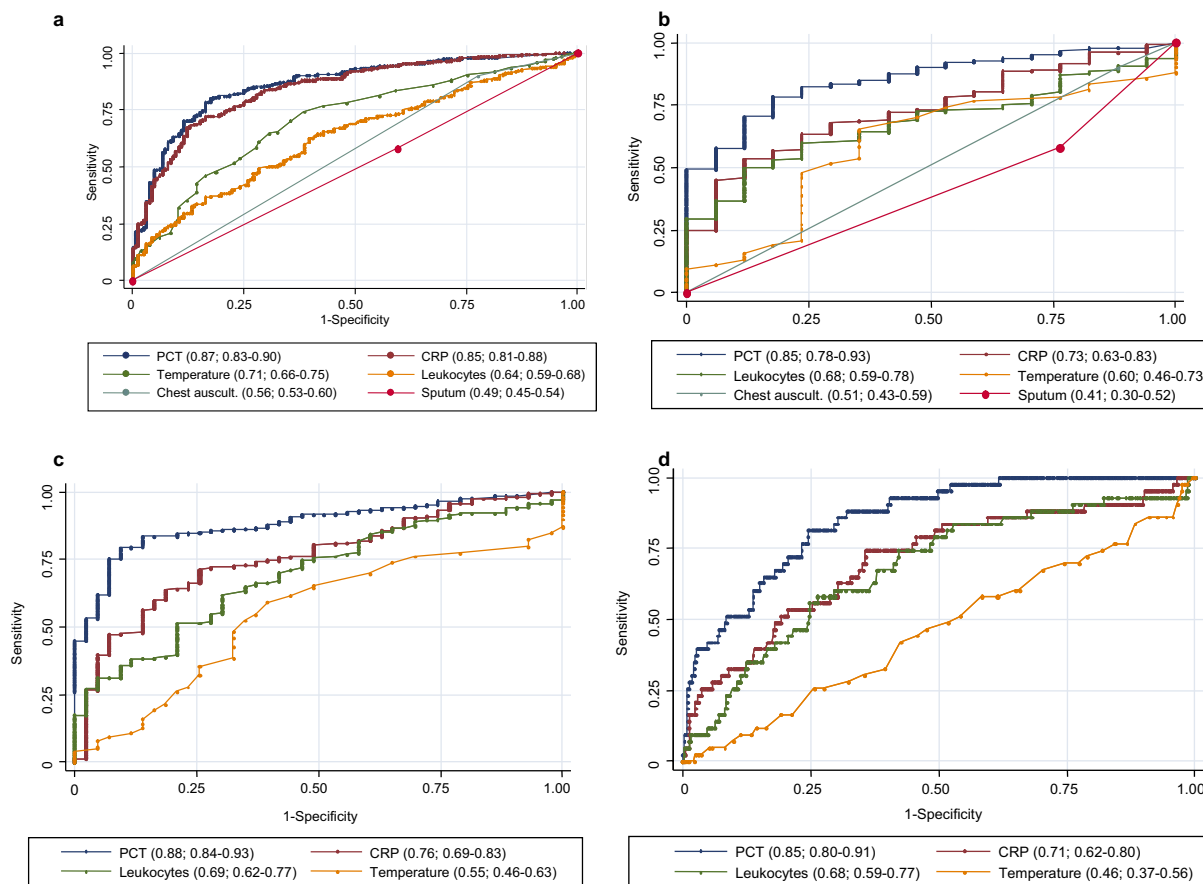 a
Sensitivity
1.00
0.75
0.50
0.25
0
0 0.25 0.50 0.75 1.00
1-Specificity
PCT (0.87; 0.83-0.90) CRP (0.85; 0.81-0.88)
Temperature (0.71; 0.66-0.75) Leukocytes (0.64; 0.59-0.68)
Chest auscult. (0.56; 0.53-0.60) Sputum (0.49; 0.45-0.54)
b
Sensitivity
1.00
0.75
0.50
0.25
0
0 0.25 0.50 0.75 1.00
1-Specificity
PCT (0.85; 0.78-0.93) CRP (0.73; 0.63-0.83)
Leukocytes (0.68; 0.59-0.78) Temperature (0.60; 0.46-0.73
Chest auscult. (0.51; 0.43-0.59) Sputum (0.41; 0.30-0.52)
c
Sensitivity
1.00
0.75
0.50
0.25
0
0 0.25 0.50 0.75 1.00
1-Specificity
PCT (0.88; 0.84-0.93) CRP (0.76; 0.69-0.83)
Leukocytes (0.69; 0.62-0.77) Temperature (0.55; 0.46-0.63)
d
Sensitivity
1.00
0.75
0.50
0.25
0
0 0.25 0.50 0.75 1.00
1-Specificity
PCT (0.85; 0.80-0.91) CRP (0.71; 0.62-0.80)
Leukocytes (0.68; 0.59-0.77) Temperature (0.46; 0.37-0.56)